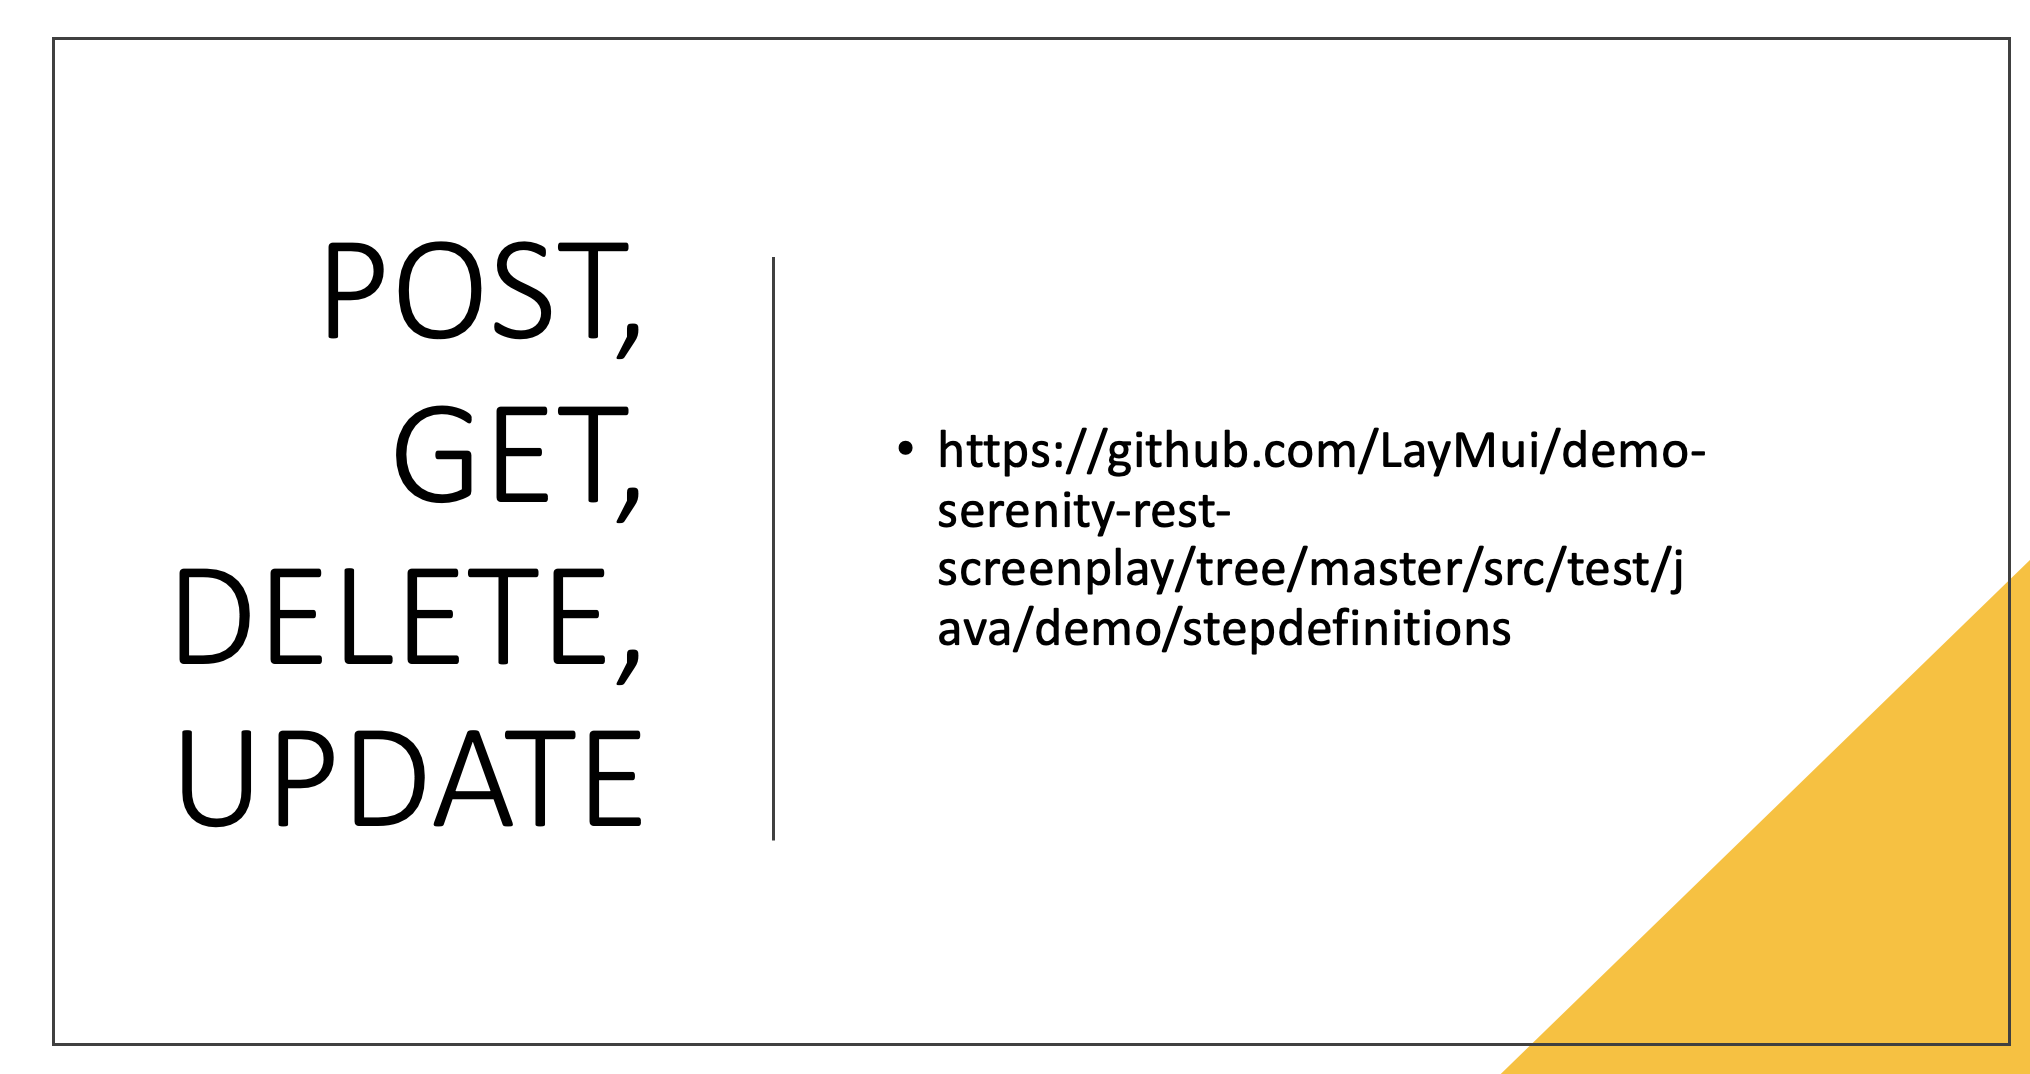 POST,
GET,
DELETE,
UPDATE
• https://github.com/LayMui/demo-
serenity-rest-
screenplay/tree/master/src/test/j
ava/demo/stepdefinitions